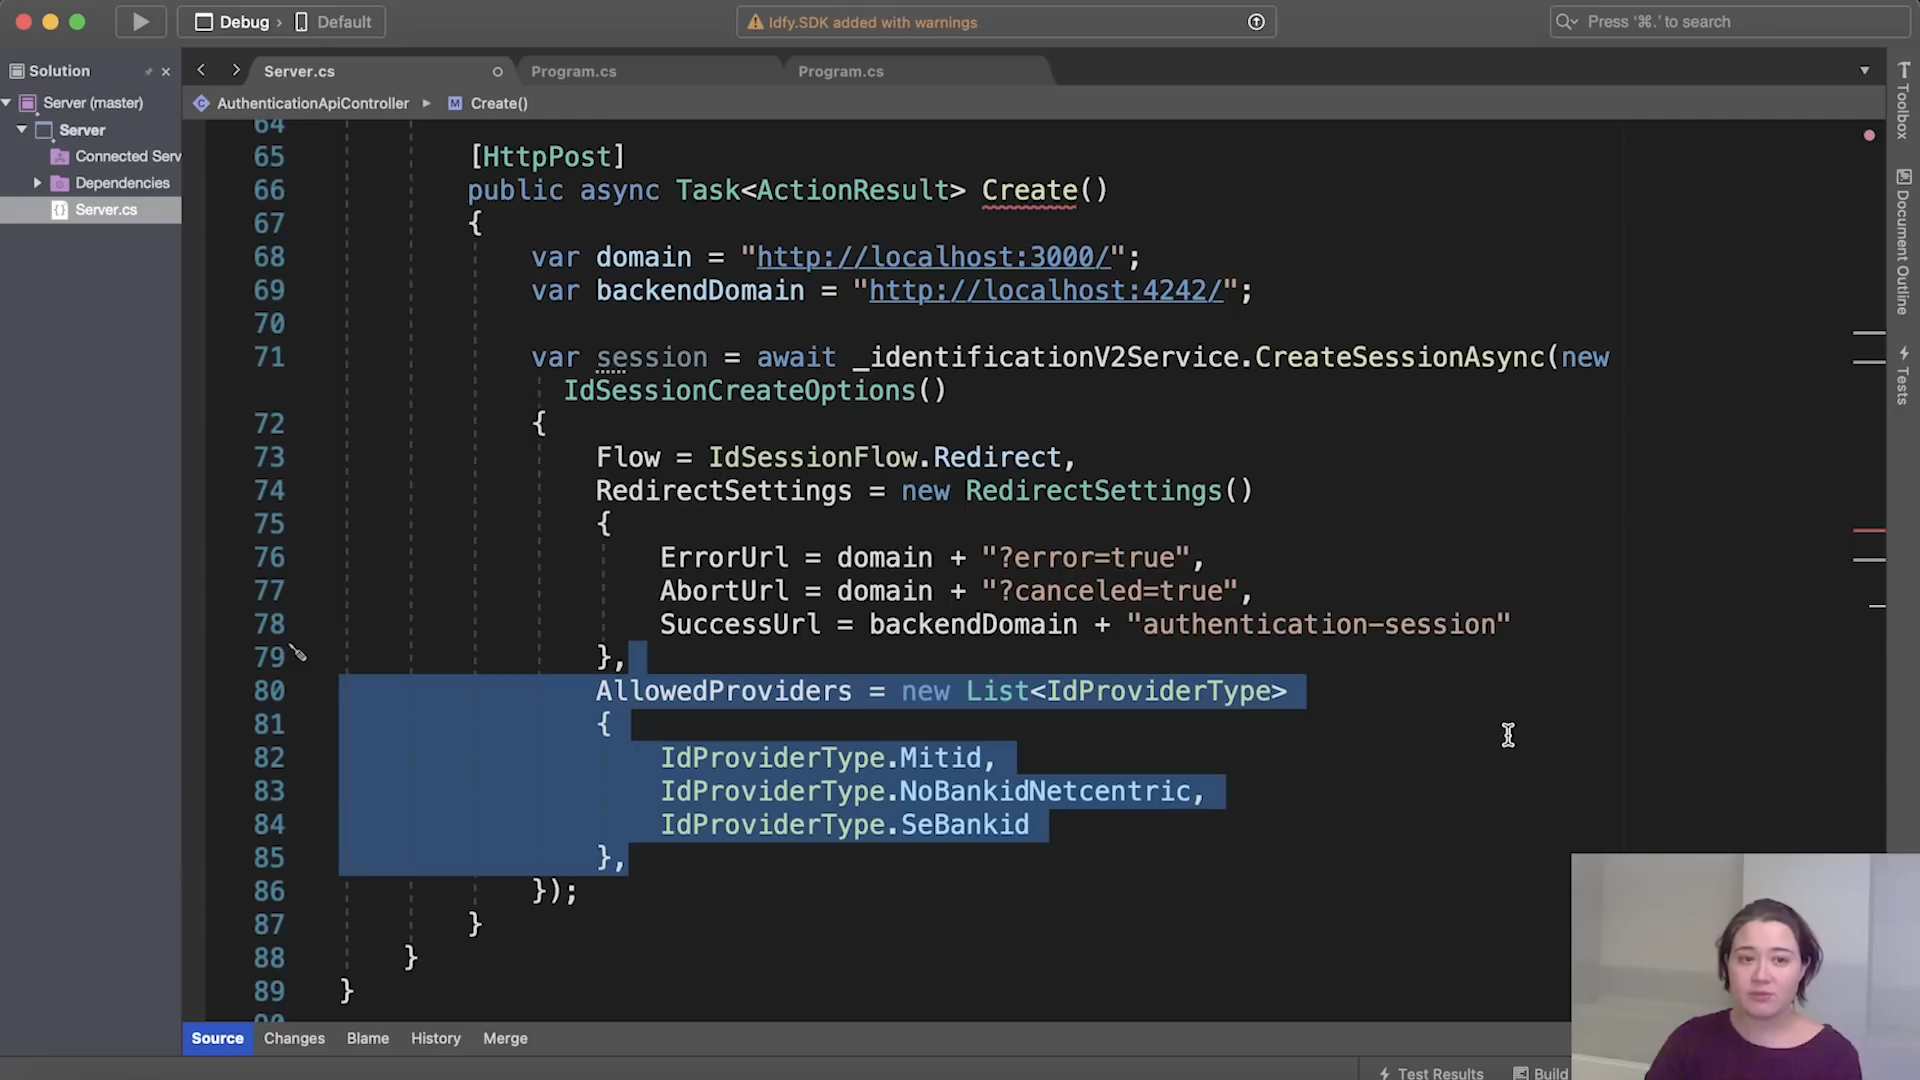 Debug › Default
Idfy.SDK added with warnings
Press ‘⌘.’ to search
Solution
Server.cs
Program.cs
Program.cs
Server (master)
AuthenticationApiController
Create()
Server
Connected Serv
Dependencies
Server.cs
Toolbox
Document Outline
Tests
64
65 [HttpPost]
66 public async Task<ActionResult> Create()
67 {
68 var domain = "http://localhost:3000/";
69 var backendDomain = "http://localhost:4242/";
70
71 var session = await _identificationV2Service.CreateSessionAsync(new
IdSessionCreateOptions()
72 {
73 Flow = IdSessionFlow.Redirect,
74 RedirectSettings = new RedirectSettings()
75 {
76 ErrorUrl = domain + "?error=true",
77 AbortUrl = domain + "?canceled=true",
78 SuccessUrl = backendDomain + "authentication-session"
79 },
80 AllowedProviders = new List<IdProviderType>
81 {
82 IdProviderType.Mitid,
83 IdProviderType.NoBankidNetcentric,
84 IdProviderType.SeBankid
85 },
86 });
87 }
88 }
89 }
90
Source Changes Blame History Merge
Test Results Build